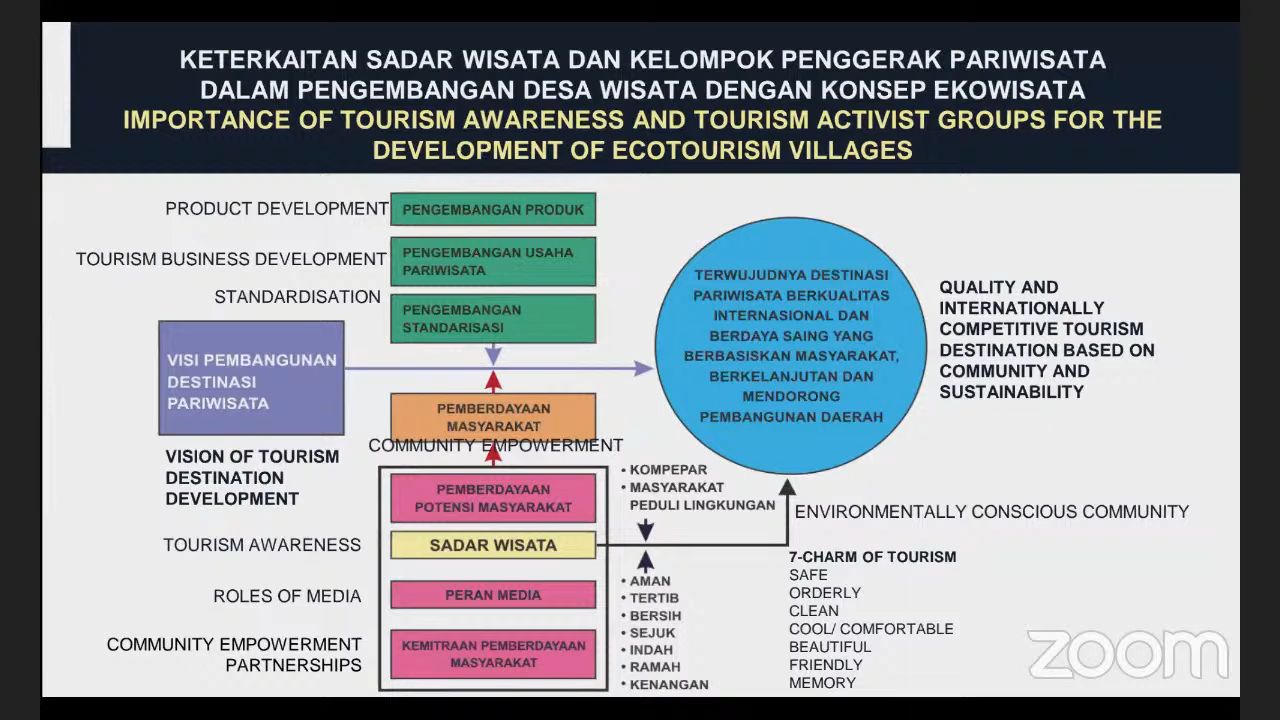 KETERKAITAN SADAR WISATA DAN KELOMPOK PENGGERAK PARIWISATA
DALAM PENGEMBANGAN DESA WISATA DENGAN KONSEP EKOWISATA
IMPORTANCE OF TOURISM AWARENESS AND TOURISM ACTIVIST GROUPS FOR THE
DEVELOPMENT OF ECOTOURISM VILLAGES
PRODUCT DEVELOPMENT
PENGEMBANGAN PRODUK
TOURISM BUSINESS DEVELOPMENT
PENGEMBANGAN USAHA
PARIWISATA
STANDARDISATION
PENGEMBANGAN
STANDARISASI
VISI PEMBANGUNAN
DESTINASI
PARIWISATA
VISION OF TOURISM
DESTINATION
DEVELOPMENT
PEMBERDAYAAN
MASYARAKAT
COMMUNITY EMPOWERMENT
TERWUJUDNYA DESTINASI
PARIWISATA BERKUALITAS
INTERNASIONAL DAN
BERDAYA SAING YANG
BERBASISKAN MASYARAKAT,
BERKELANJUTAN DAN
MENDORONG
PEMBANGUNAN DAERAH
QUALITY AND
INTERNATIONALLY
COMPETITIVE TOURISM
DESTINATION BASED ON
COMMUNITY AND
SUSTAINABILITY
PEMBERDAYAAN
POTENSI MASYARAKAT
TOURISM AWARENESS
SADAR WISATA
ROLES OF MEDIA
PERAN MEDIA
COMMUNITY EMPOWERMENT
PARTNERSHIPS
KEMITRAAN PEMBERDAYAAN
MASYARAKAT
• KOMPEPAR
• MASYARAKAT
PEDULI LINGKUNGAN
ENVIRONMENTALLY CONSCIOUS COMMUNITY
• AMAN
• TERTIB
• BERSIH
• SEJUK
• INDAH
• RAMAH
• KENANGAN
7-CHARM OF TOURISM
SAFE
ORDERLY
CLEAN
COOL/ COMFORTABLE
BEAUTIFUL
FRIENDLY
MEMORY
zoom